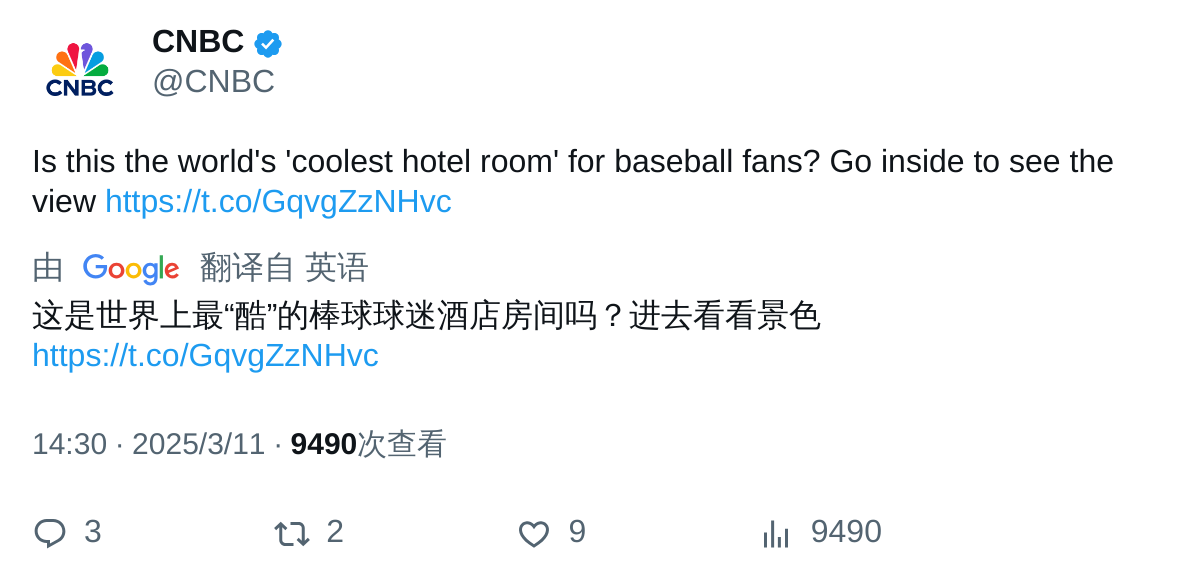 CNBC
CNBC
@CNBC
Is this the world's 'coolest hotel room' for baseball fans? Go inside to see the
view https://t.co/GqvgZzNHvc
由 Google 翻译自 英语
这是世界上最“酷”的棒球球迷酒店房间吗？进去看看景色
https://t.co/GqvgZzNHvc
14:30 · 2025/3/11 · 9490次查看
3 2 9 9490